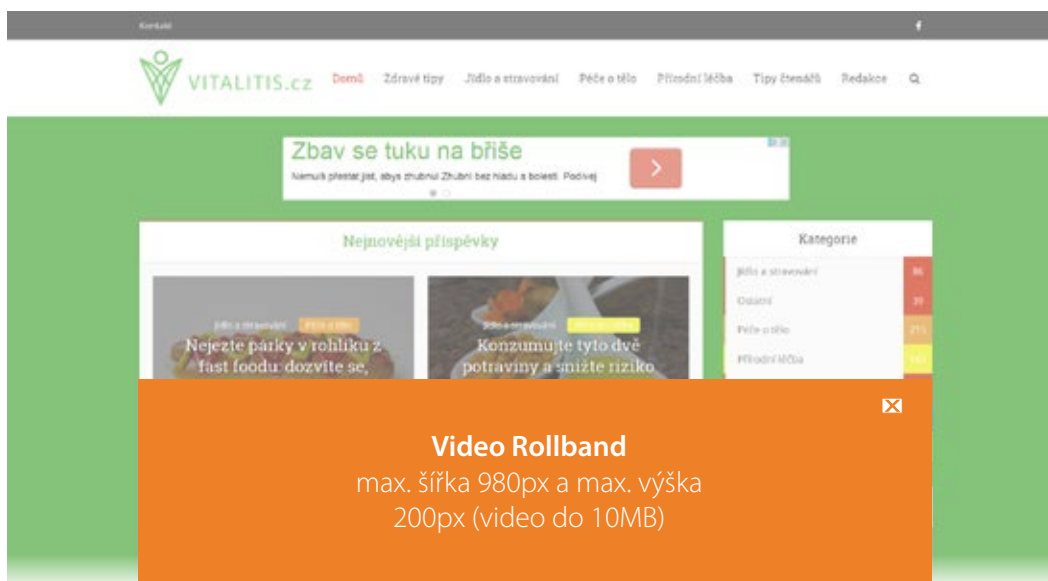 Kontakt
VITALITIS.cz
Domů Zdravé tipy Jídlo a stravování Péče o tělo Přírodní léčba Tipy čtenářů Redakce
Zbav se tuku na břiše
Nemusíš přestat jíst, abys zhubnul Zhubni bez hladu a bolesti. Podívej
Nejnovější příspěvky
Jídlo a stravování Péče o tělo
Nejezte párky v rohlíku z
fast foodu: dozvíte se,
Jídlo a stravování
Konzumujte tyto dvě
potraviny a snižte riziko
Kategorie
Jídlo a stravování
Ostatní
Péče o tělo
Přírodní léčba
Video Rollband
max. šířka 980px a max. výška
200px (video do 10MB)